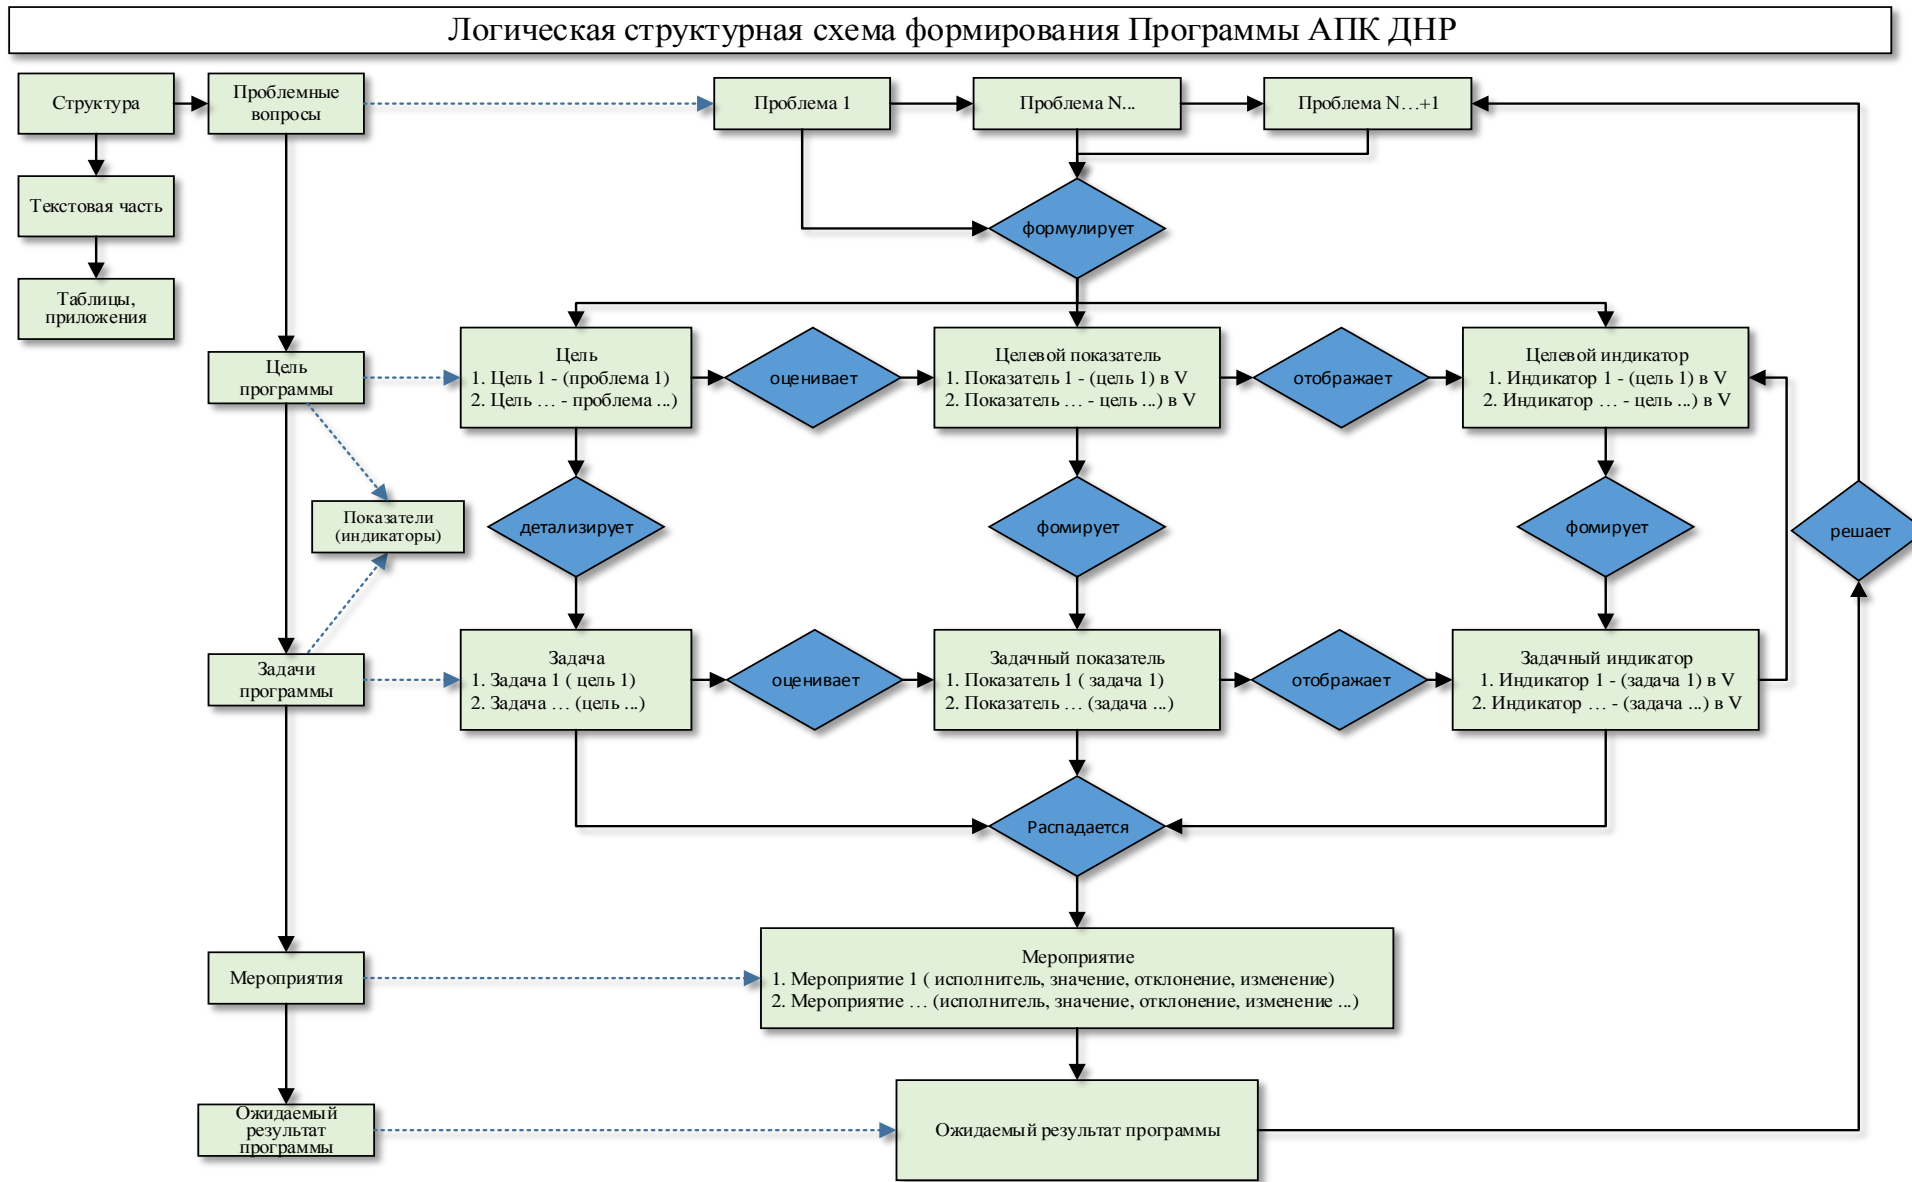 Логическая структурная схема формирования Программы АПК ДНР
Структура
Проблемные
вопросы
Проблема 1
Проблема N...
Проблема N...+1
Текстовая часть
формулирует
Таблицы,
приложения
Цель
программы
Цель
1. Цель 1 - (проблема 1)
2. Цель ... - проблема ...)
оценивает
Целевой показатель
1. Показатель 1 - (цель 1) в V
2. Показатель ... - цель ...) в V
отображает
Целевой индикатор
1. Индикатор 1 - (цель 1) в V
2. Индикатор ... - цель ...) в V
Показатели
(индикаторы)
детализирует
фомирует
фомирует
решает
Задачи
программы
Задача
1. Задача 1 ( цель 1)
2. Задача ... (цель ...)
оценивает
Задачный показатель
1. Показатель 1 ( задача 1)
2. Показатель ... (задача ...)
отображает
Задачный индикатор
1. Индикатор 1 - (задача 1) в V
2. Индикатор ... - (задача ...) в V
Распадается
Мероприятия
Мероприятие
1. Мероприятие 1 ( исполнитель, значение, отклонение, изменение)
2. Мероприятие ... (исполнитель, значение, отклонение, изменение ...)
Ожидаемый
результат
программы
Ожидаемый результат программы